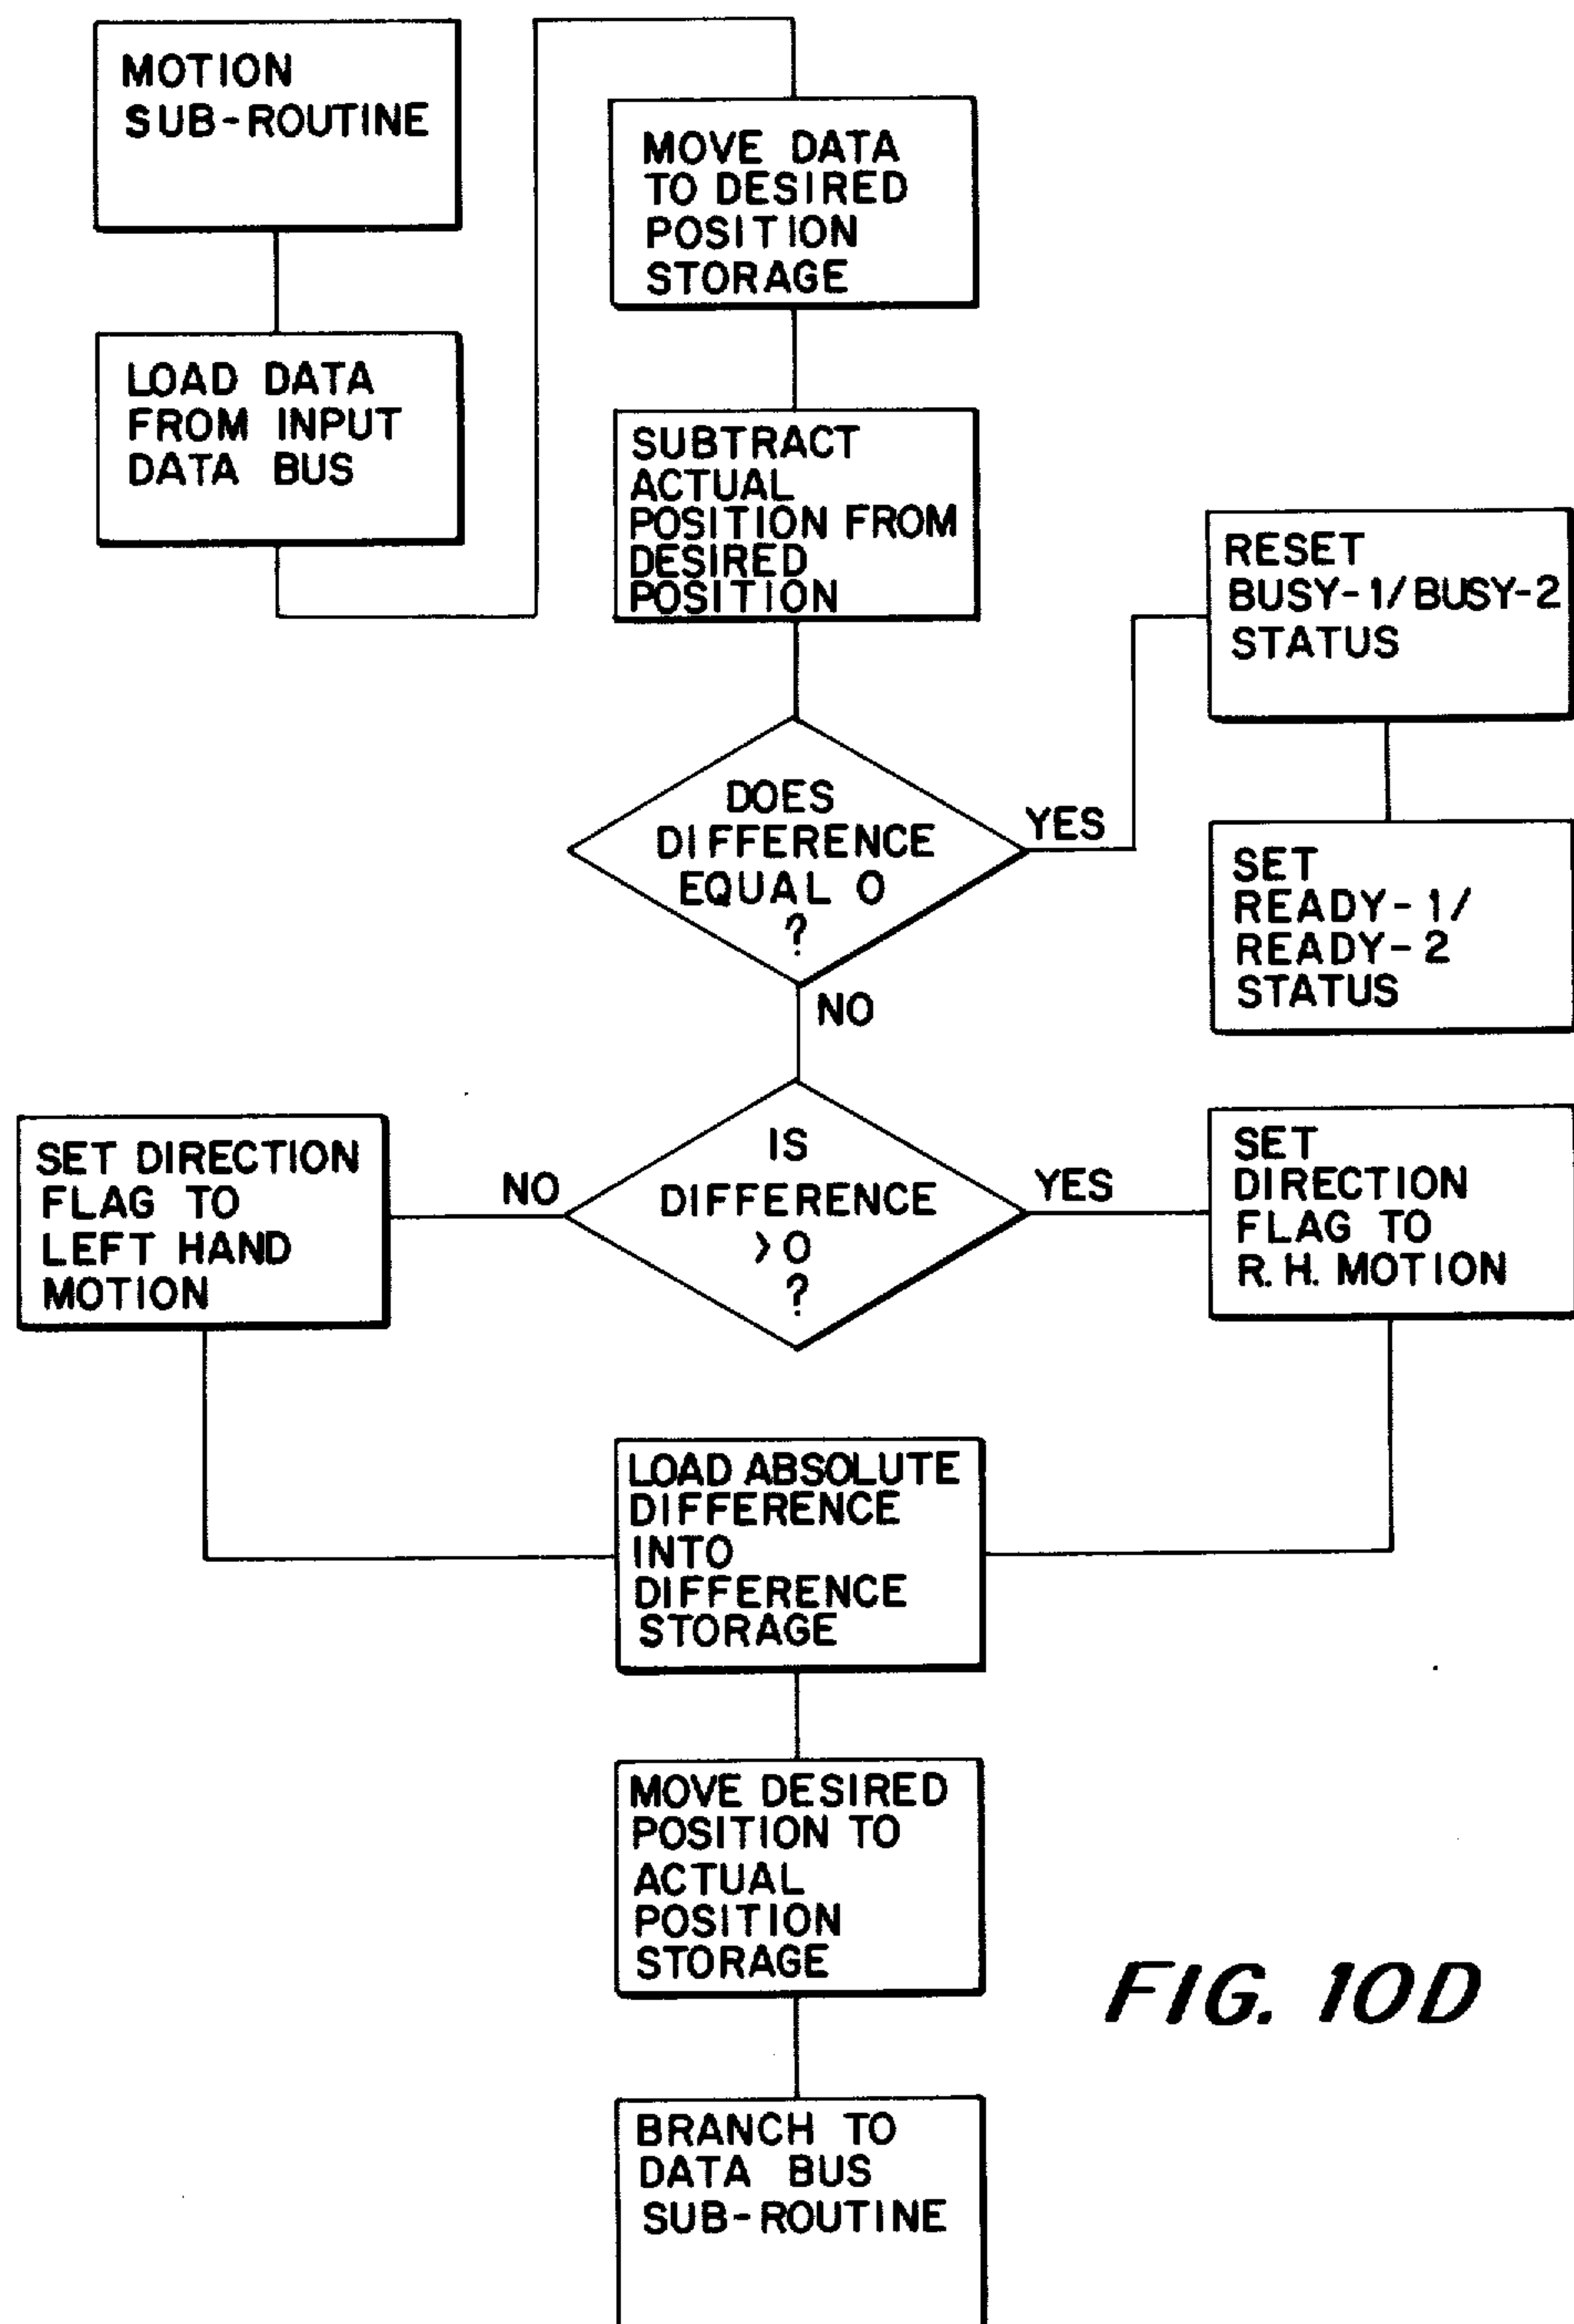 MOTION
SUB-ROUTINE
LOAD DATA
FROM INPUT
DATA BUS
MOVE DATA
TO DESIRED
POSITION
STORAGE
SUBTRACT
ACTUAL
POSITION FROM
DESIRED
POSITION
DOES
DIFFERENCE
EQUAL 0
?
YES
RESET
BUSY-1/BUSY-2
STATUS
SET
READY-1/
READY-2
STATUS
NO
IS
DIFFERENCE
>0
?
NO
SET DIRECTION
FLAG TO
LEFT HAND
MOTION
YES
SET
DIRECTION
FLAG TO
R.H. MOTION
LOAD ABSOLUTE
DIFFERENCE
INTO
DIFFERENCE
STORAGE
MOVE DESIRED
POSITION TO
ACTUAL
POSITION
STORAGE
BRANCH TO
DATA BUS
SUB-ROUTINE
FIG. 10D